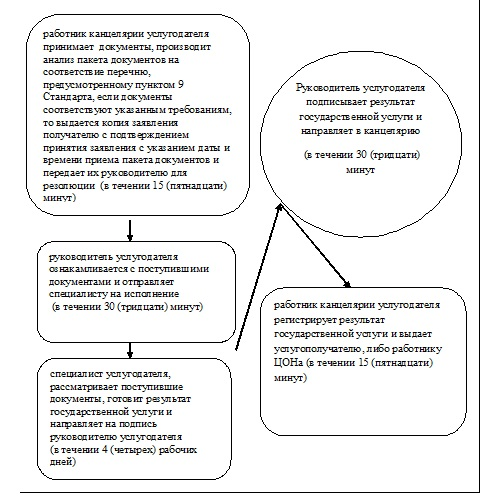 работник канцелярии услугодателя
принимает документы, производит
анализ пакета документов на
соответствие перечню,
предусмотренному пунктом 9
Стандарта, если документы
соответствуют указанным требованиям,
то выдается копия заявления
получателю с подтверждением
принятия заявления с указанием даты и
времени приема пакета документов и
передает их руководителю для
резолюции (в течении 15 (пятнадцати)
минут)
руководитель услугодателя
ознакамливается с поступившими
документами и отправляет
специалисту на исполнение
(в течении 30 (тридцати) минут)
специалист услугодателя,
рассматривает поступившие
документы, готовит результат
государственной услуги и
направляет на подпись
руководителю услугодателя
(в течении 4 (четырех) рабочих
дней)
Руководитель услугодателя
подписывает результат
государственной услуги и
направляет в канцелярию
(в течении 30 (тридцати)
минут
работник канцелярии услугодателя
регистрирует результат
государственной услуги и выдает
услугополучателю, либо работнику
ЦОНа (в течении 15 (пятнадцати)
минут)